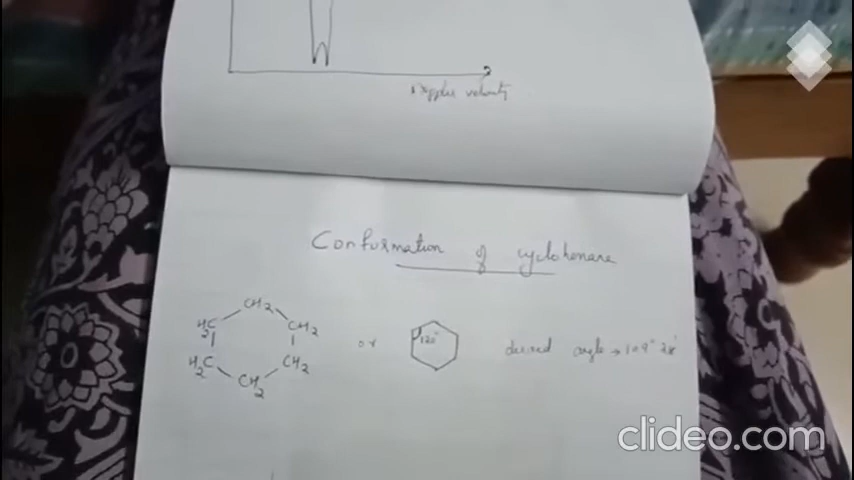 Doppler velocity
Conformation of cyclohexane
CH2
H2C CH2
H2C CH2
CH2
or
120°
desired angle → 109° 28'
clideo.com